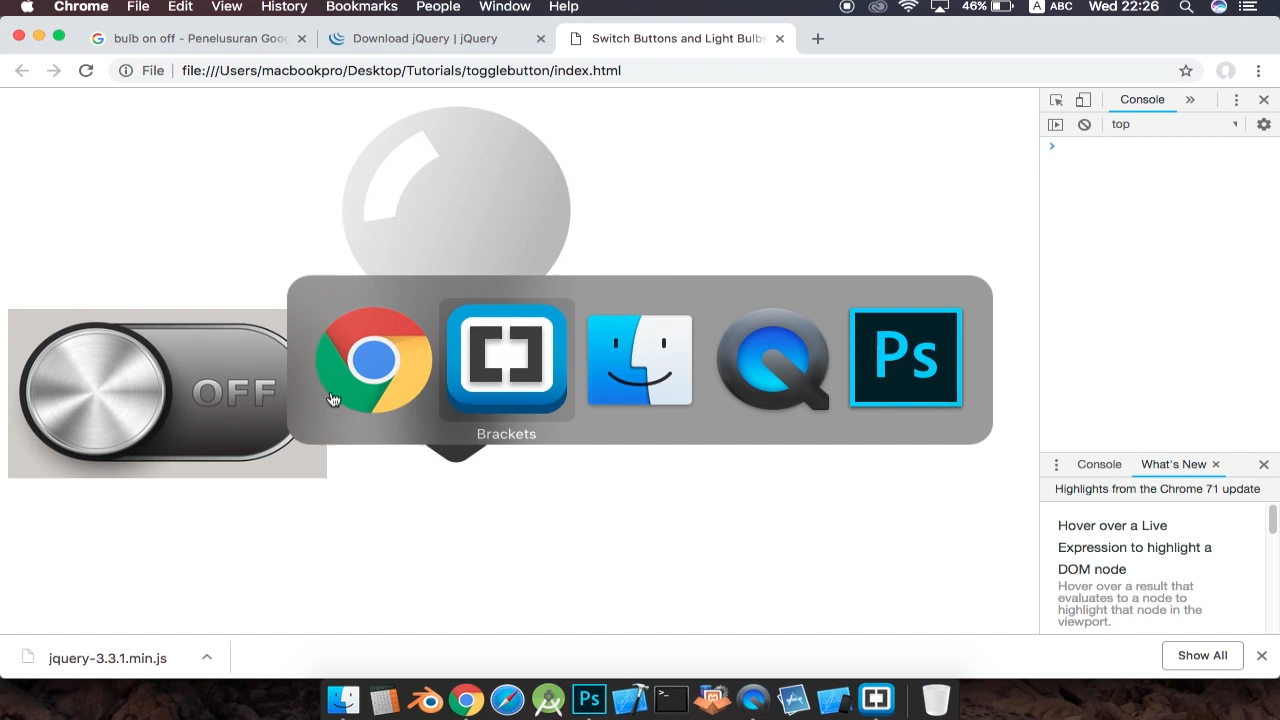 Chrome File Edit View History Bookmarks People Window Help 46% A ABC Wed 22:26
bulb on off - Penelusuran Goog
Download jQuery | jQuery
Switch Buttons and Light Bulbs
File file:///Users/macbookpro/Desktop/Tutorials/togglebutton/index.html
Console
top
OFF
Ps
Brackets
Console
What's New
Highlights from the Chrome 71 update
Hover over a Live
Expression to highlight a
DOM node
Hover over a result that
evaluates to a node to
highlight that node in the
viewport.
jquery-3.3.1.min.js
Show All
Ps